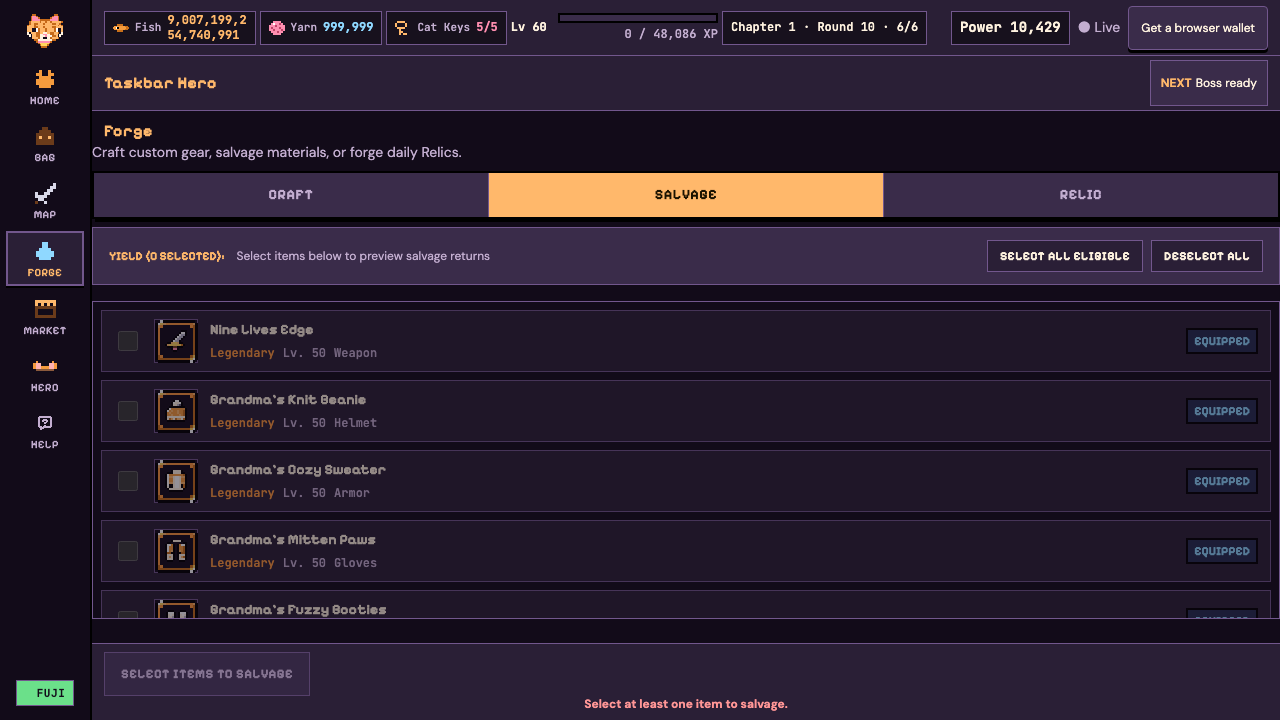 Fish 9,007,199,2
54,740,991
Yarn 999,999
Cat Keys 5/5
Lv 60
0 / 48,086 XP
Chapter 1 · Round 10 · 6/6
Power 10,429
Live
Get a browser wallet
HOME
BAG
MAP
FORGE
MARKET
HERO
HELP
FUJI
Taskbar Hero
NEXT Boss ready
Forge
Craft custom gear, salvage materials, or forge daily Relics.
CRAFT
SALVAGE
RELIC
YIELD (0 SELECTED):
Select items below to preview salvage returns
SELECT ALL ELIGIBLE
DESELECT ALL
Nine Lives Edge
Legendary Lv. 50 Weapon
EQUIPPED
Grandma's Knit Beanie
Legendary Lv. 50 Helmet
EQUIPPED
Grandma's Cozy Sweater
Legendary Lv. 50 Armor
EQUIPPED
Grandma's Mitten Paws
Legendary Lv. 50 Gloves
EQUIPPED
Grandma's Fuzzy Booties
SELECT ITEMS TO SALVAGE
Select at least one item to salvage.